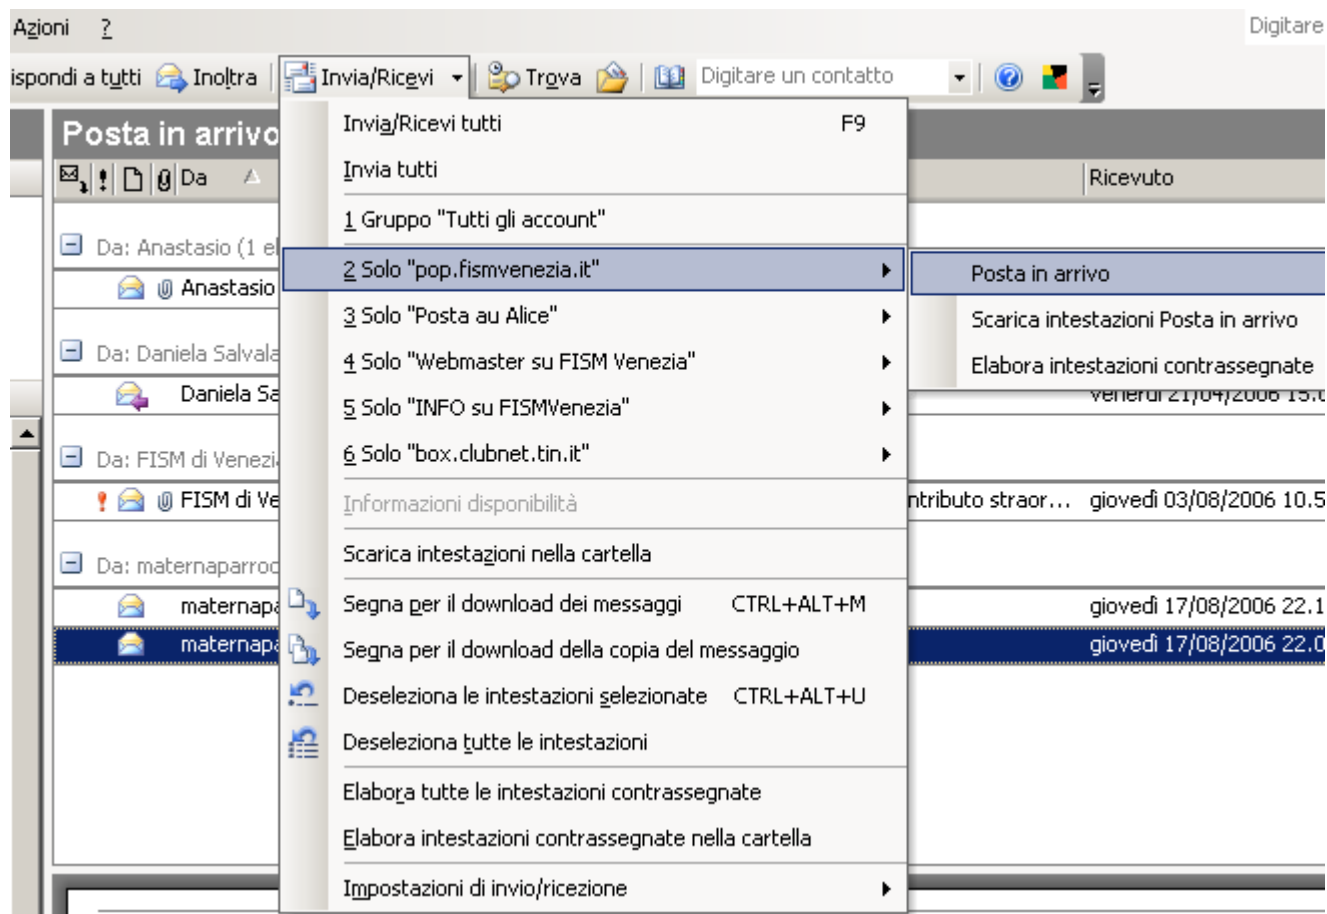 Azioni ? Digitare
ispondi a tutti Inoltra Invia/Ricevi Trova Digitare un contatto
Posta in arrivo
Da Ricevuto
Da: Anastasio (1 el
Anastasio
Da: Daniela Salvala
Daniela Sa venerdì 21/04/2006 15.0
Da: FISM di Venezi
FISM di Ve ntributo straor... giovedì 03/08/2006 10.5
Da: maternaparroc
maternapa giovedì 17/08/2006 22.1
maternapa giovedì 17/08/2006 22.0
Invia/Ricevi tutti F9
Invia tutti
1 Gruppo "Tutti gli account"
2 Solo "pop.fismvenezia.it"
3 Solo "Posta au Alice"
4 Solo "Webmaster su FISM Venezia"
5 Solo "INFO su FISMVenezia"
6 Solo "box.clubnet.tin.it"
Informazioni disponibilità
Scarica intestazioni nella cartella
Segna per il download dei messaggi CTRL+ALT+M
Segna per il download della copia del messaggio
Deseleziona le intestazioni selezionate CTRL+ALT+U
Deseleziona tutte le intestazioni
Elabora tutte le intestazioni contrassegnate
Elabora intestazioni contrassegnate nella cartella
Impostazioni di invio/ricezione
Posta in arrivo
Scarica intestazioni Posta in arrivo
Elabora intestazioni contrassegnate